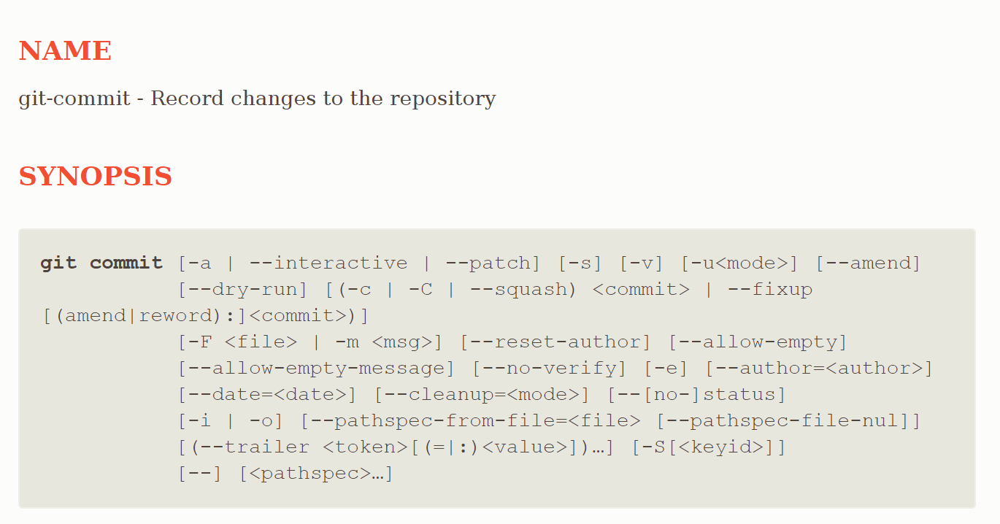 NAME
git-commit - Record changes to the repository
SYNOPSIS
git commit [-a | --interactive | --patch] [-s] [-v] [-u<mode>] [--amend]
[--dry-run] [(-c | -C | --squash) <commit> | --fixup
[(amend|reword):]<commit>)]
[-F <file> | -m <msg>] [--reset-author] [--allow-empty]
[--allow-empty-message] [--no-verify] [-e] [--author=<author>]
[--date=<date>] [--cleanup=<mode>] [--[no-]status]
[-i | -o] [--pathspec-from-file=<file> [--pathspec-file-nul]]
[(--trailer <token>[(=|:)<value>])…] [-S[<keyid>]]
[--] [<pathspec>…]